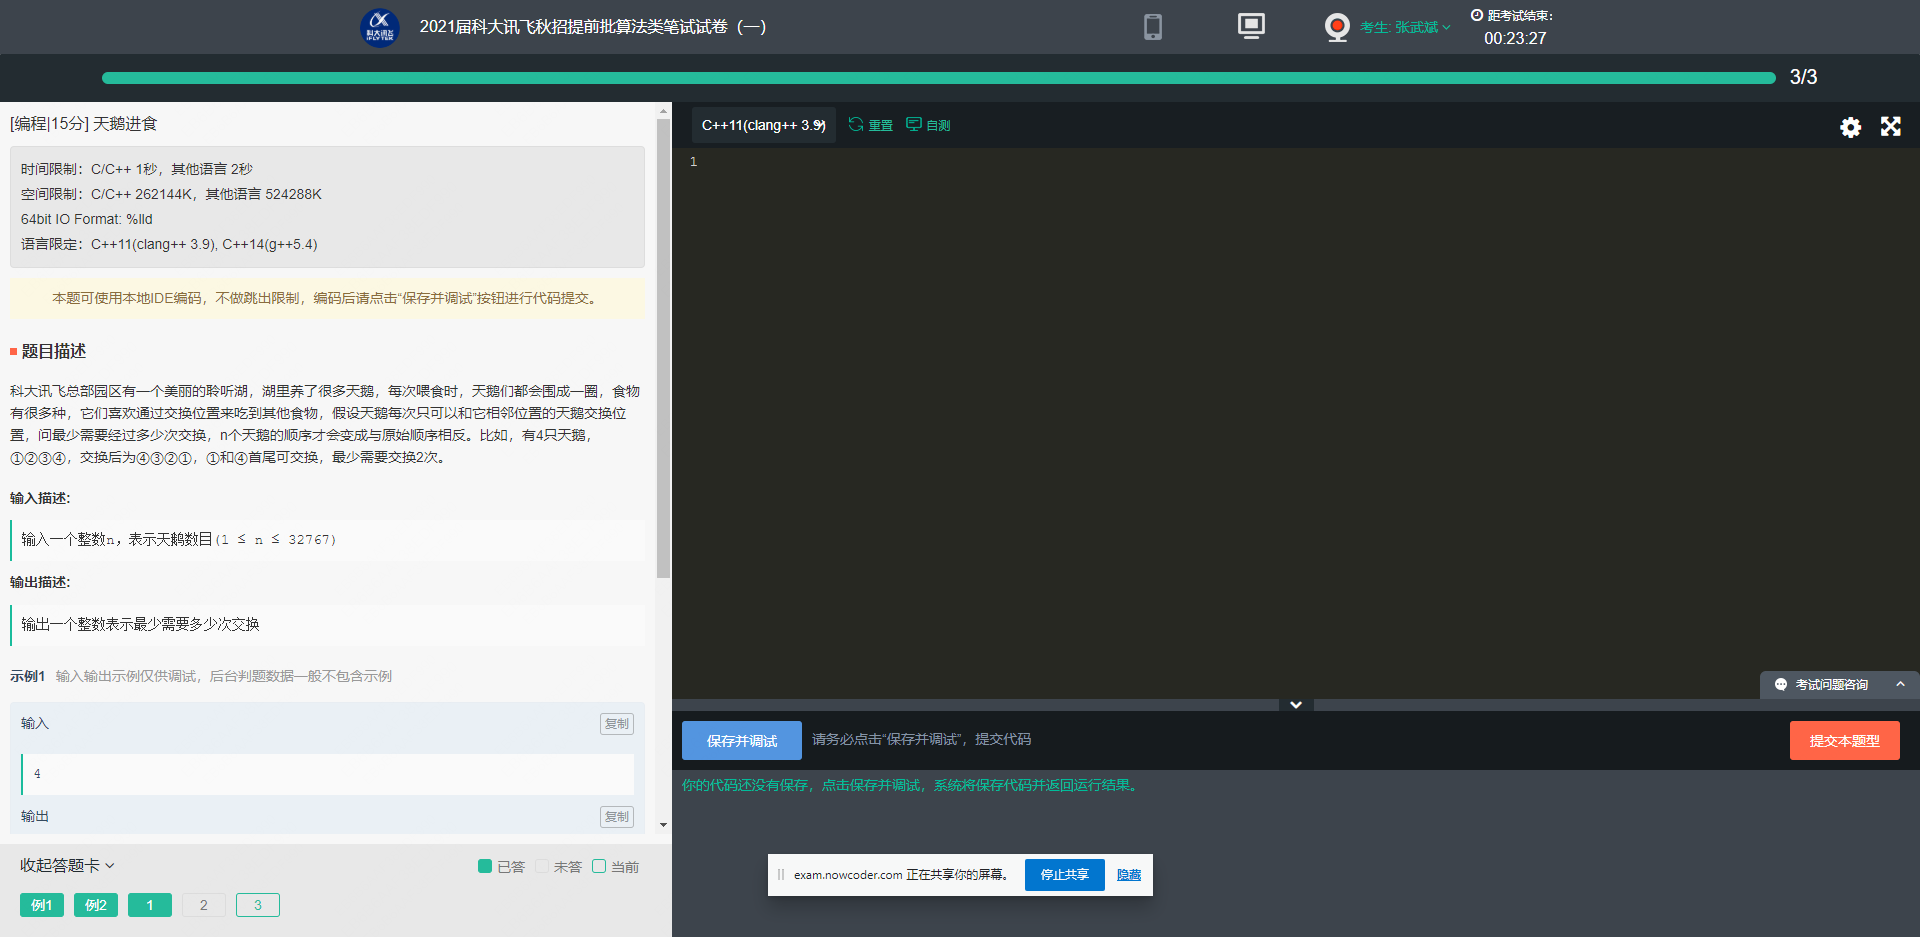 科大讯飞
iFLYTEK
2021届科大讯飞秋招提前批算法类笔试试卷（一）
考生: 张武斌
距考试结束:
00:23:27
3/3
[编程|15分] 天鹅进食
时间限制：C/C++ 1秒，其他语言 2秒
空间限制：C/C++ 262144K，其他语言 524288K
64bit IO Format: %lld
语言限定：C++11(clang++ 3.9), C++14(g++5.4)
本题可使用本地IDE编码，不做跳出限制，编码后请点击“保存并调试”按钮进行代码提交。
题目描述
科大讯飞总部园区有一个美丽的聆听湖，湖里养了很多天鹅，每次喂食时，天鹅们都会围成一圈，食物
有很多种，它们喜欢通过交换位置来吃到其他食物，假设天鹅每次只可以和它相邻位置的天鹅交换位
置，问最少需要经过多少次交换，n个天鹅的顺序才会变成与原始顺序相反。比如，有4只天鹅，
①②③④，交换后为④③②①，①和④首尾可交换，最少需要交换2次。
输入描述:
输入一个整数n，表示天鹅数目(1 ≤ n ≤ 32767)
输出描述:
输出一个整数表示最少需要多少次交换
示例1 输入输出示例仅供调试，后台判题数据一般不包含示例
输入
复制
4
输出
复制
收起答题卡
已答 未答 当前
例1 例2 1 2 3
C++11(clang++ 3.9)
重置
自测
1
考试问题咨询
保存并调试
请务必点击“保存并调试”，提交代码
提交本题型
你的代码还没有保存，点击保存并调试，系统将保存代码并返回运行结果。
exam.nowcoder.com 正在共享你的屏幕。
停止共享
隐藏